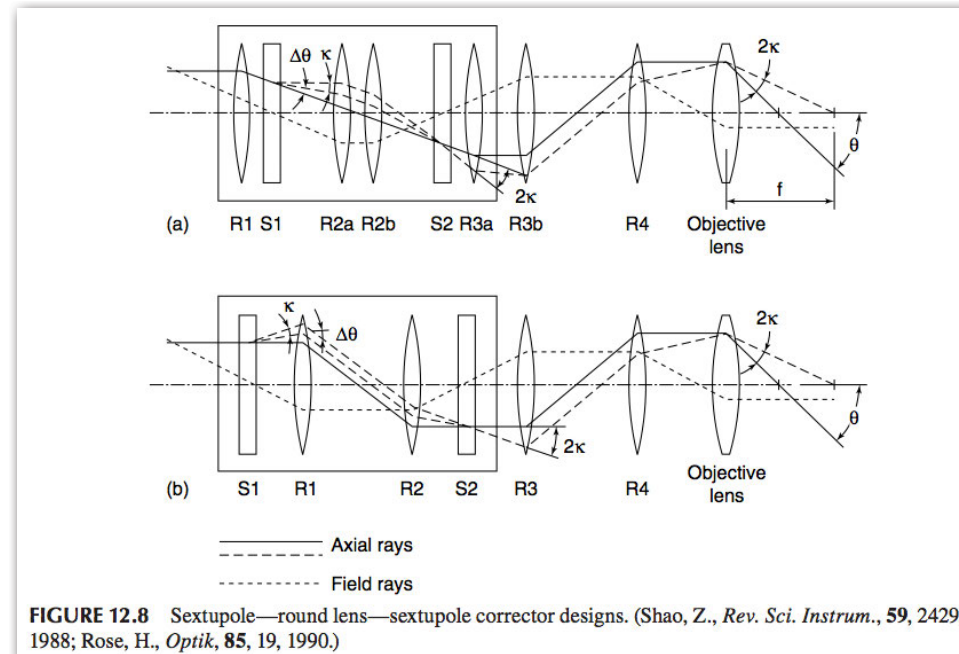 Δθ κ
2κ
θ
2κ
f
(a) R1 S1 R2a R2b S2 R3a R3b R4 Objective
lens
κ
Δθ
2κ
θ
2κ
(b) S1 R1 R2 S2 R3 R4 Objective
lens
Axial rays
Field rays
FIGURE 12.8 Sextupole—round lens—sextupole corrector designs. (Shao, Z., Rev. Sci. Instrum., 59, 2429
1988; Rose, H., Optik, 85, 19, 1990.)